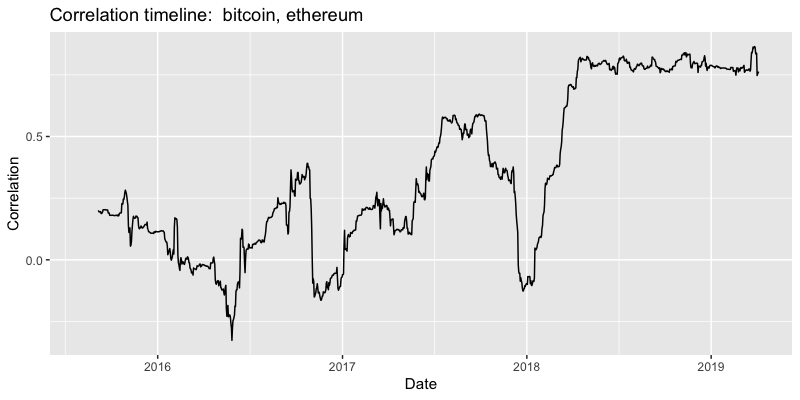 Correlation timeline:  bitcoin, ethereum
Correlation
0.5
0.0
2016 2017 2018 2019
Date